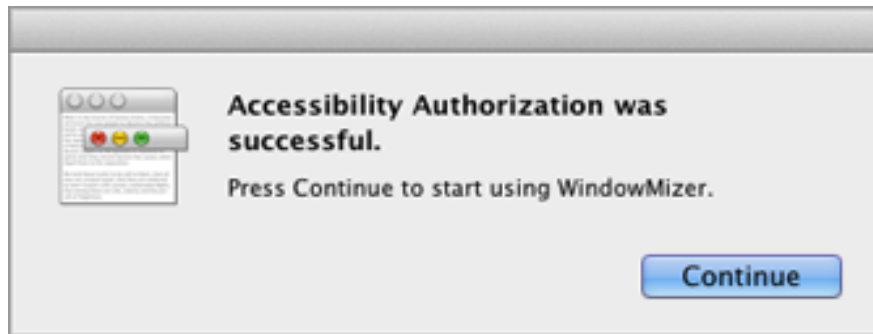 Accessibility Authorization was
successful.
Press Continue to start using WindowMizer.
Continue